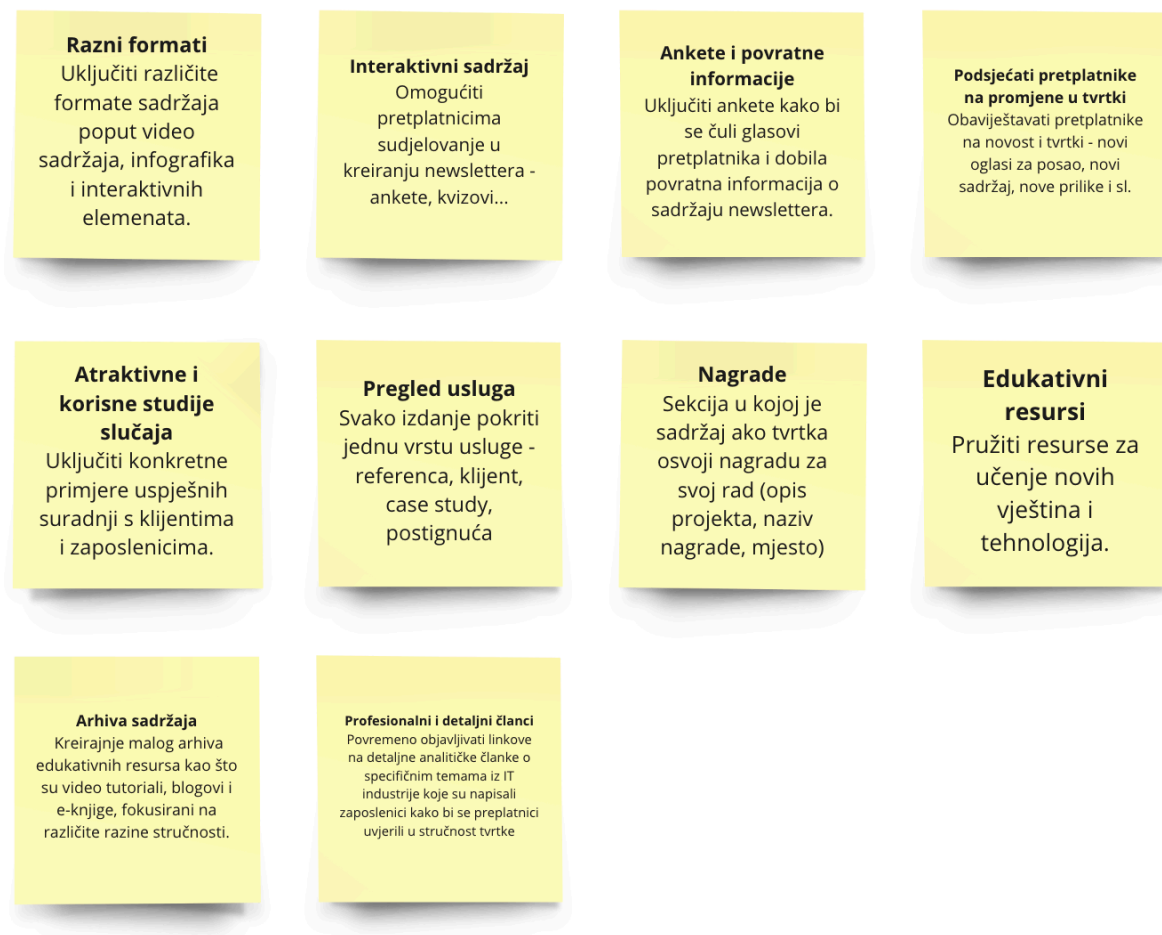 Razni formati
Uključiti različite
formate sadržaja
poput video
sadržaja, infografika
i interaktivnih
elemenata.
Interaktivni sadržaj
Omogućiti
pretplatnicima
sudjelovanje u
kreiranju newslettera -
ankete, kvizovi...
Ankete i povratne
informacije
Uključiti ankete kako bi
se čuli glasovi
pretplatnika i dobila
povratna informacija o
sadržaju newslettera.
Podsjećati pretplatnike
na promjene u tvrtki
Obaviještavati pretplatnike
na novost i tvrtki - novi
oglasi za posao, novi
sadržaj, nove prilike i sl.
Atraktivne i
korisne studije
slučaja
Uključiti konkretne
primjere uspješnih
suradnji s klijentima
i zaposlenicima.
Pregled usluga
Svako izdanje pokriti
jednu vrstu usluge -
referenca, klijent,
case study,
postignuća
Nagrade
Sekcija u kojoj je
sadržaj ako tvrtka
osvoji nagradu za
svoj rad (opis
projekta, naziv
nagrade, mjesto)
Edukativni
resursi
Pružiti resurse za
učenje novih
vještina i
tehnologija.
Arhiva sadržaja
Kreirajnje malog arhiva
edukativnih resursa kao što
su video tutoriali, blogovi i
e-knjige, fokusirani na
različite razine stručnosti.
Profesionalni i detaljni članci
Povremeno objavljivati linkove
na detaljne analitičke članke o
specifičnim temama iz IT
industrije koje su napisali
zaposlenici kako bi se preplatnici
uvjerili u stručnost tvrtke